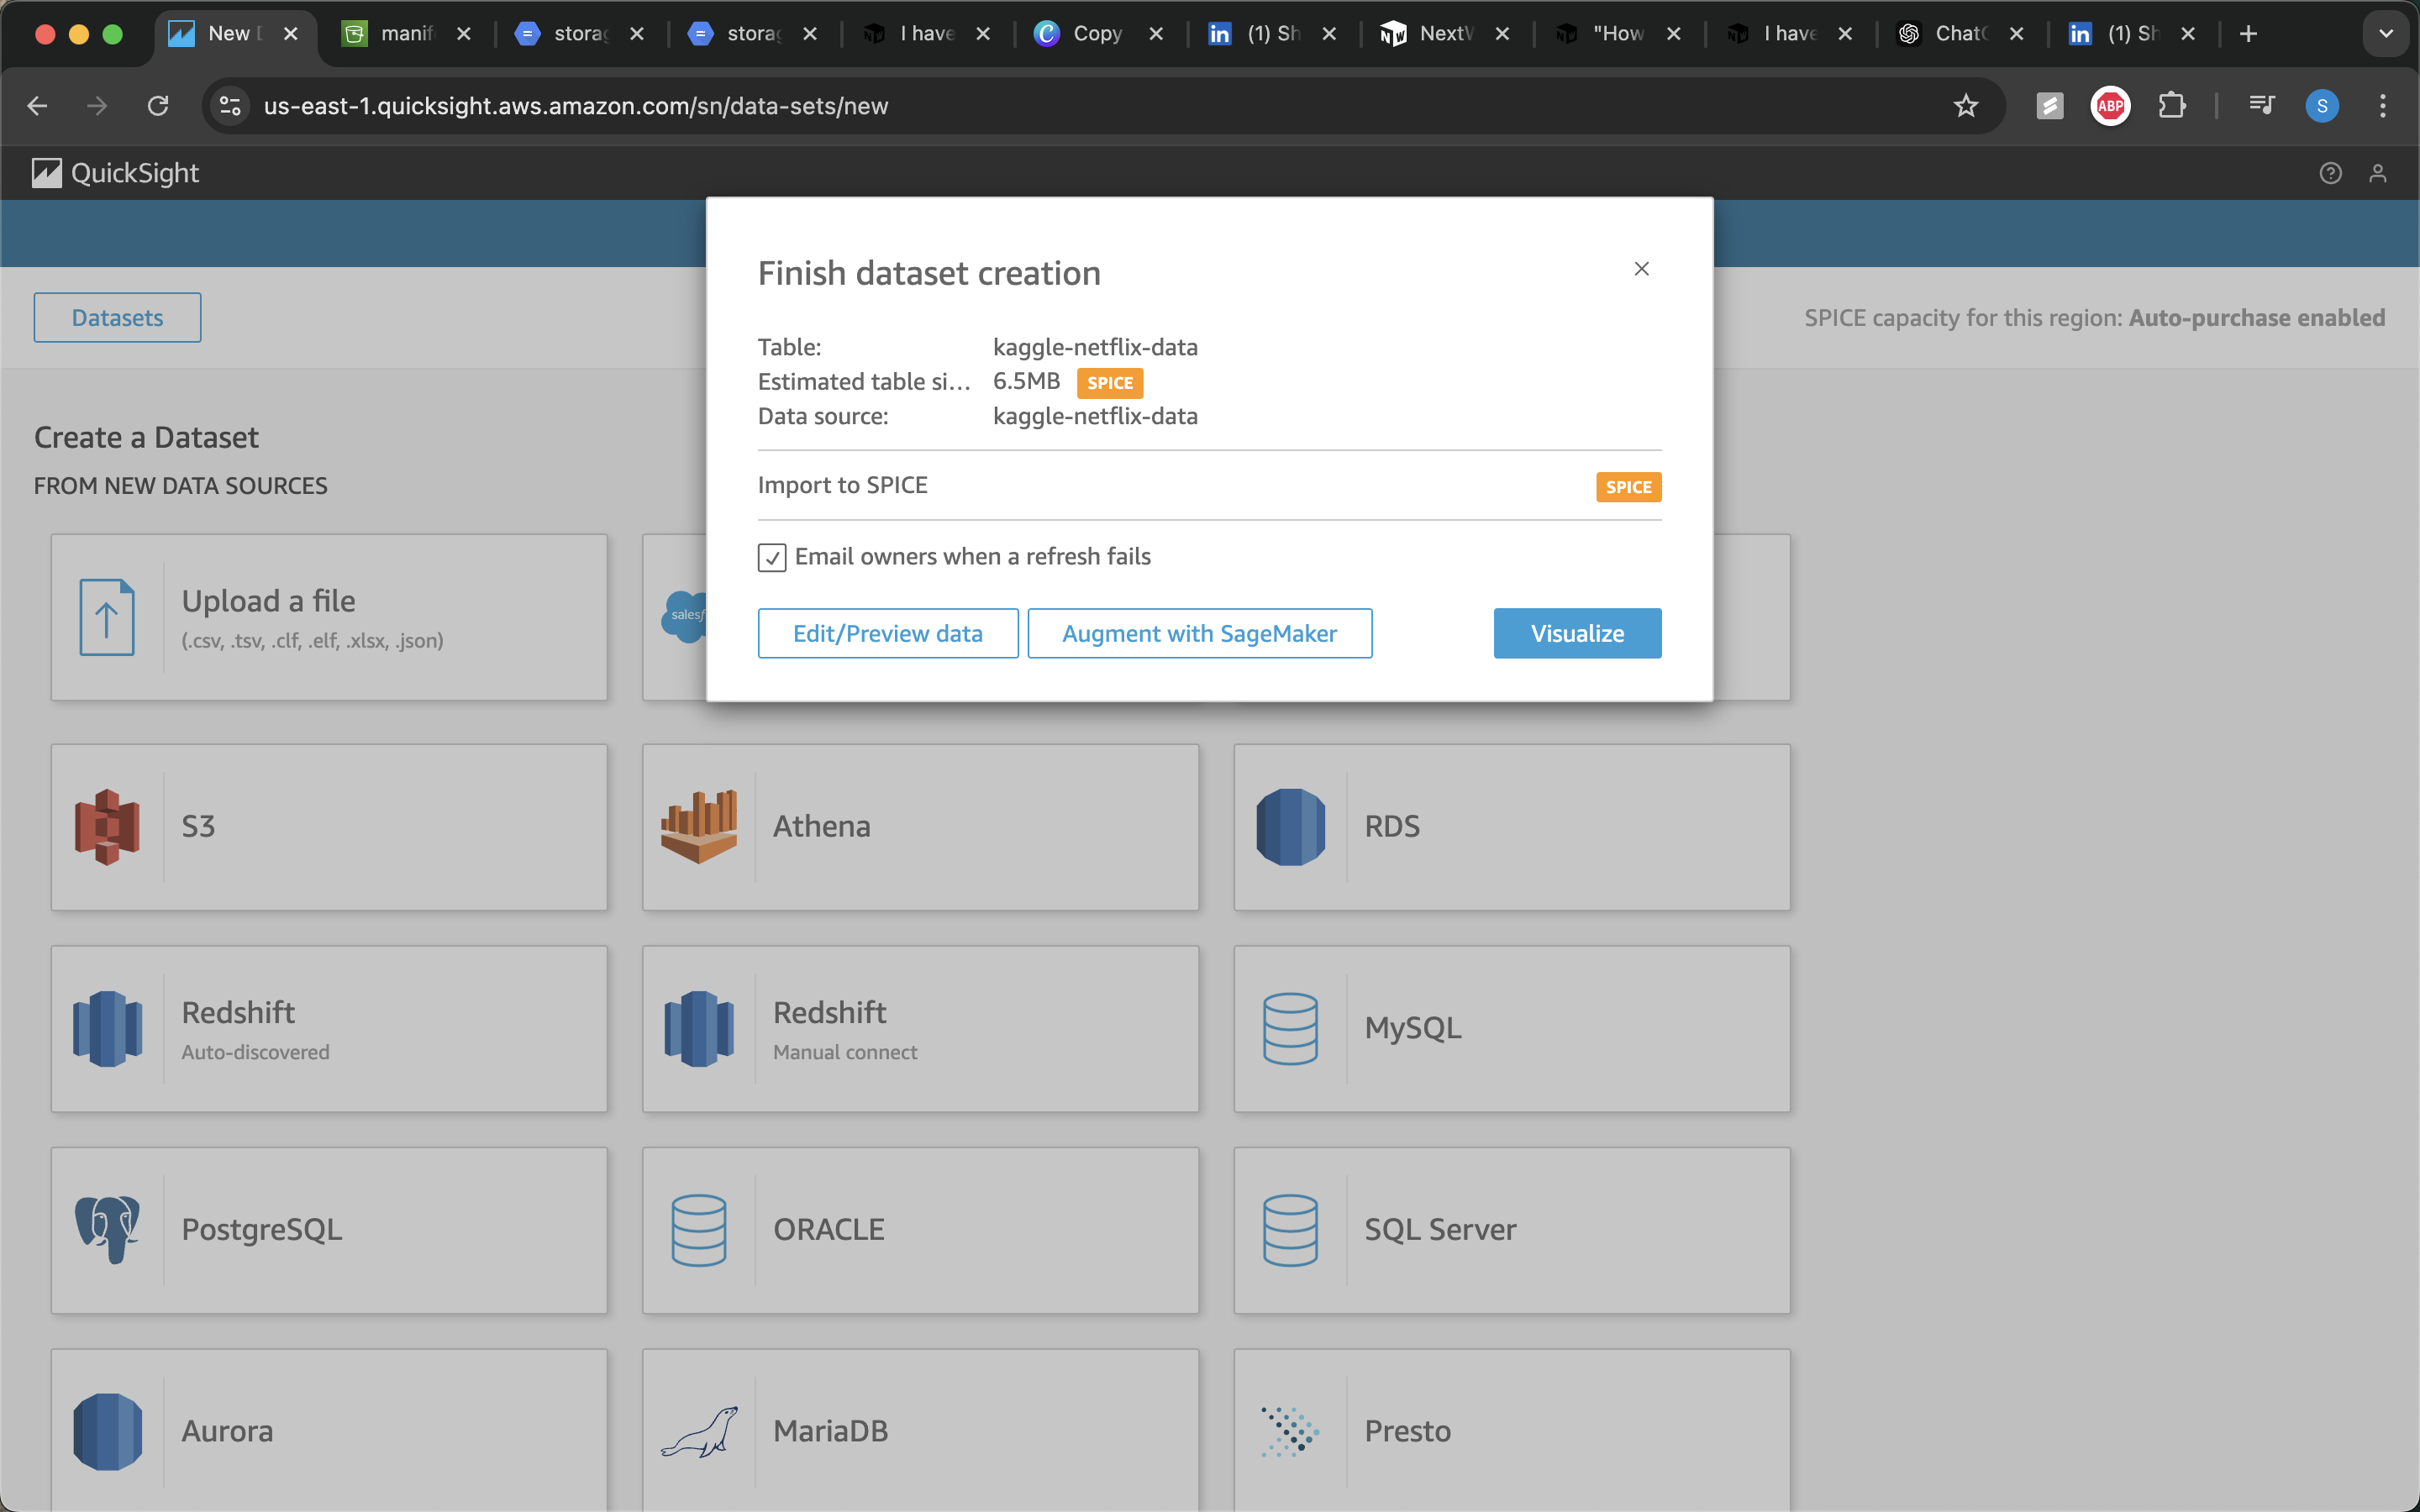 New
manif
storag
storag
I have
Copy
(1) Sh
NextW
"How
I have
ChatG
(1) Sh
us-east-1.quicksight.aws.amazon.com/sn/data-sets/new
ABP
S
QuickSight
Datasets
SPICE capacity for this region: Auto-purchase enabled
Finish dataset creation
Table: kaggle-netflix-data
Estimated table si... 6.5MB SPICE
Data source: kaggle-netflix-data
Import to SPICE SPICE
Email owners when a refresh fails
Edit/Preview data
Augment with SageMaker
Visualize
Create a Dataset
FROM NEW DATA SOURCES
Upload a file
(.csv, .tsv, .clf, .elf, .xlsx, .json)
salesf
S3
Athena
RDS
Redshift
Auto-discovered
Redshift
Manual connect
MySQL
PostgreSQL
ORACLE
SQL Server
Aurora
MariaDB
Presto